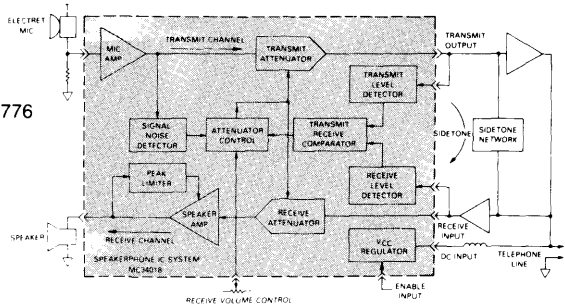 ELECTRET
MIC
MIC
AMP
TRANSMIT CHANNEL
TRANSMIT
ATTENUATOR
TRANSMIT
OUTPUT
776
TRANSMIT
LEVEL
DETECTOR
SIGNAL
NOISE
DETECTOR
ATTENUATOR
CONTROL
TRANSMIT
RECEIVE
COMPARATOR
SIDETONE
SIDETONE
NETWORK
PEAK
LIMITER
RECEIVE
LEVEL
DETECTOR
SPEAKER
AMP
RECEIVE
ATTENUATOR
RECEIVE
INPUT
SPEAKER
RECEIVE CHANNEL
VCC
REGULATOR
DC INPUT
TELEPHONE
LINE
SPEAKERPHONE IC SYSTEM
MC34018
ENABLE
INPUT
RECEIVE VOLUME CONTROL